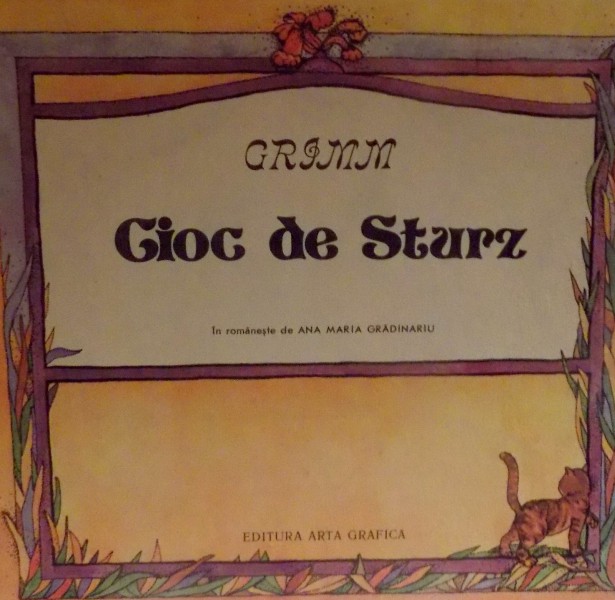 GRIMM
Cioc de Sturz
În românește de ANA MARIA GRĂDINARIU
EDITURA ARTA GRAFICA